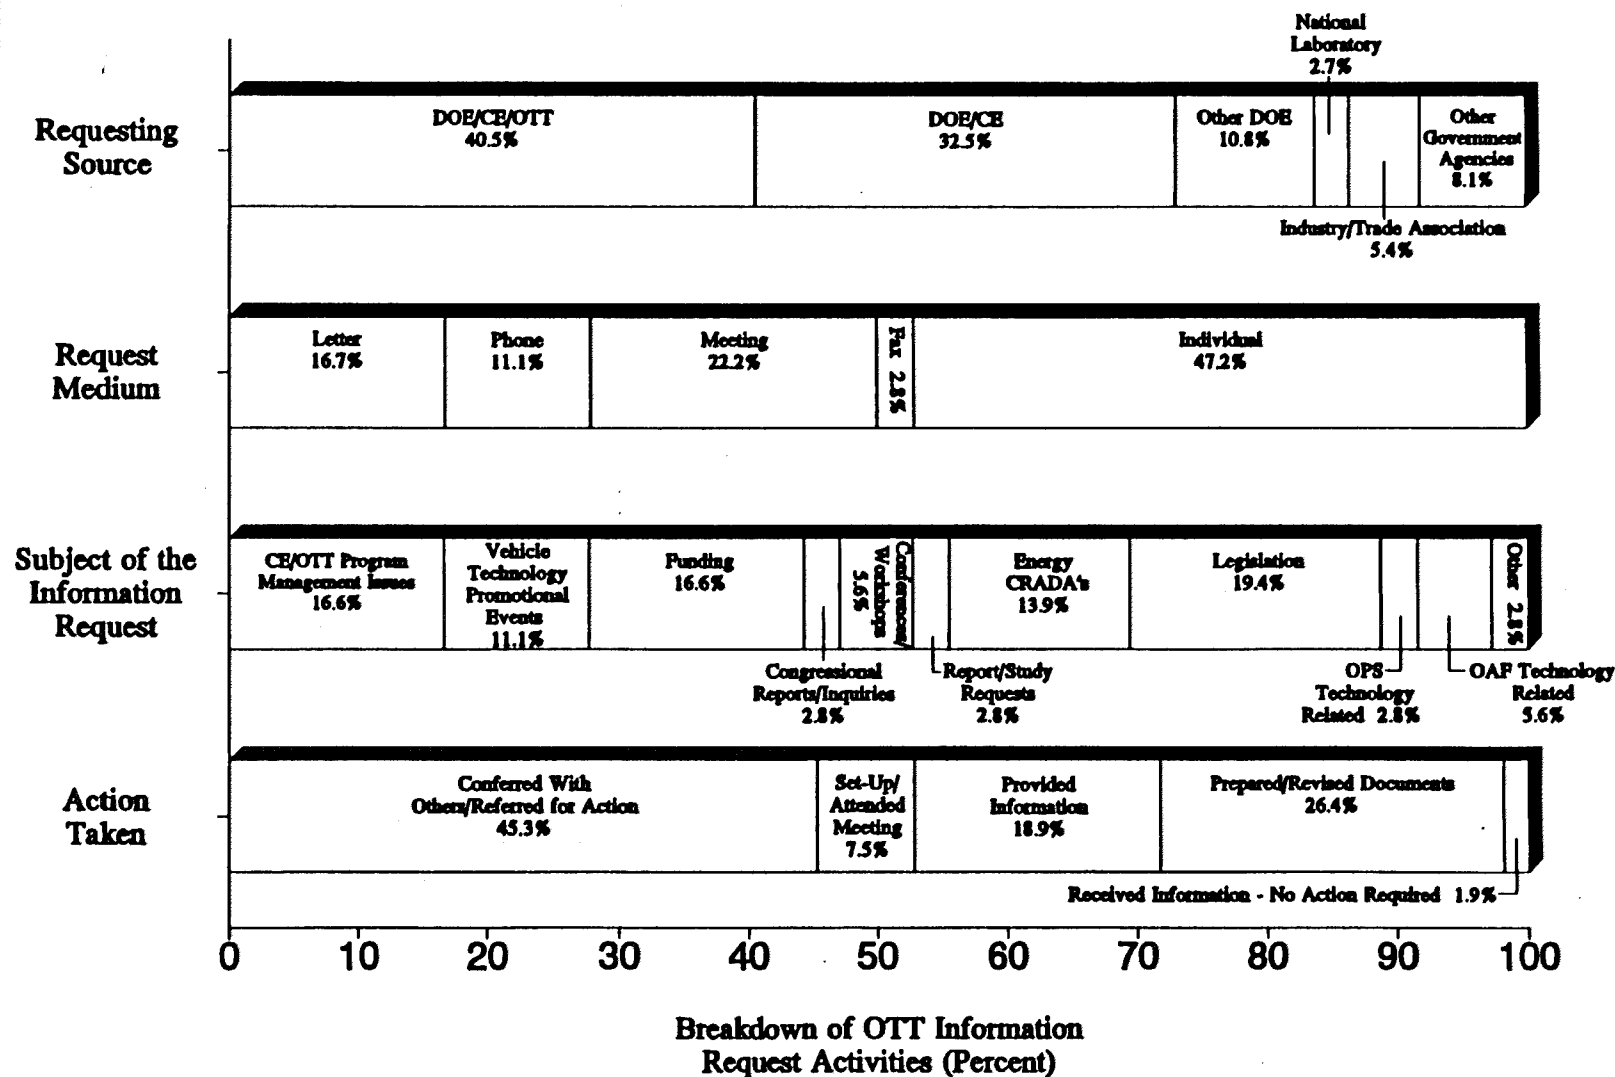 National
Laboratory
2.7%
Requesting
Source
DOE/CE/OTT
40.5%
DOE/CE
32.5%
Other DOE
10.8%
Other
Government
Agencies
8.1%
Industry/Trade Association
5.4%
Request
Medium
Letter
16.7%
Phone
11.1%
Meeting
22.2%
Fax 2.8%
Individual
47.2%
Subject of the
Information
Request
CE/OTT Program
Management Issues
16.6%
Vehicle
Technology
Promotional
Events
11.1%
Funding
16.6%
Conferences/
Workshops
5.6%
Energy
CRADA's
13.9%
Legislation
19.4%
Other 2.8%
Congressional
Reports/Inquiries
2.8%
Report/Study
Requests
2.8%
OPS
Technology
Related 2.8%
OAF Technology
Related
5.6%
Action
Taken
Conferred With
Others/Referred for Action
45.3%
Set-Up/
Attended
Meeting
7.5%
Provided
Information
18.9%
Prepared/Revised Documents
26.4%
Received Information - No Action Required 1.9%
0 10 20 30 40 50 60 70 80 90 100
Breakdown of OTT Information
Request Activities (Percent)